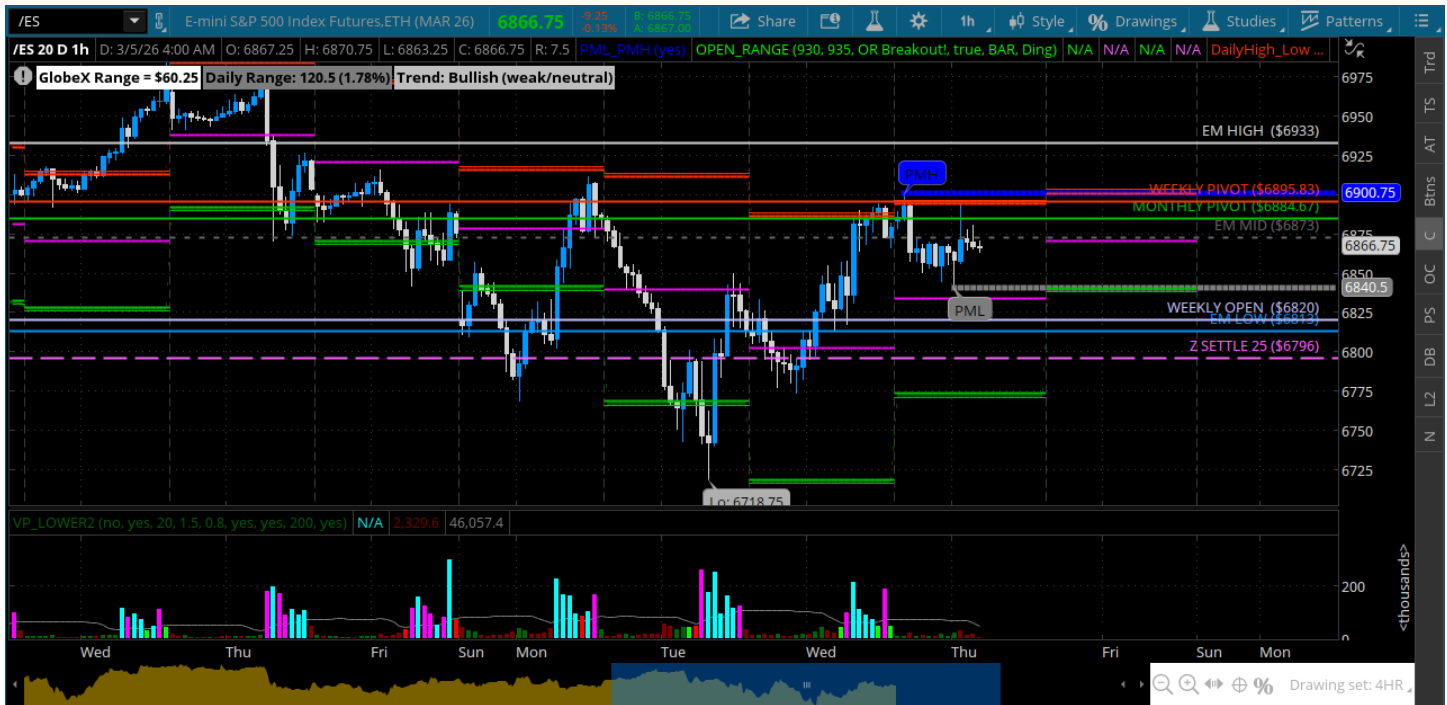 /ES E-mini S&P 500 Index Futures,ETH (MAR 26) 6866.75 -9.25 -0.13% B: 6866.75 A: 6867.00 Share 1h Style Drawings Studies Patterns
/ES 20 D 1h D: 3/5/26 4:00 AM O: 6867.25 H: 6870.75 L: 6863.25 C: 6866.75 R: 7.5 PML_PMH (yes) OPEN_RANGE (930, 935, OR Breakout!, true, BAR, Ding) N/A N/A N/A N/A DailyHigh_Low ...
GlobeX Range = $60.25 Daily Range: 120.5 (1.78%) Trend: Bullish (weak/neutral)
6975
6950
EM HIGH ($6933)
6925
PMH
WEEKLY PIVOT ($6895.83)
6900.75
MONTHLY PIVOT ($6884.67)
EM MID ($6873)
6875
6866.75
6850
6840.5
PML
WEEKLY OPEN ($6820)
EM LOW ($6813)
6825
Z SETTLE 25 ($6796)
6800
6775
6750
6725
Lo: 6718.75
Trd
TS
AT
Btns
C
OC
PS
DB
L2
N
VP_LOWER2 (no, yes, 20, 1.5, 0.8, yes, yes, 200, yes) N/A 2,329.6 46,057.4
200
0
<thousands>
Wed Thu Fri Sun Mon Tue Wed Thu Fri Sun Mon
Drawing set: 4HR